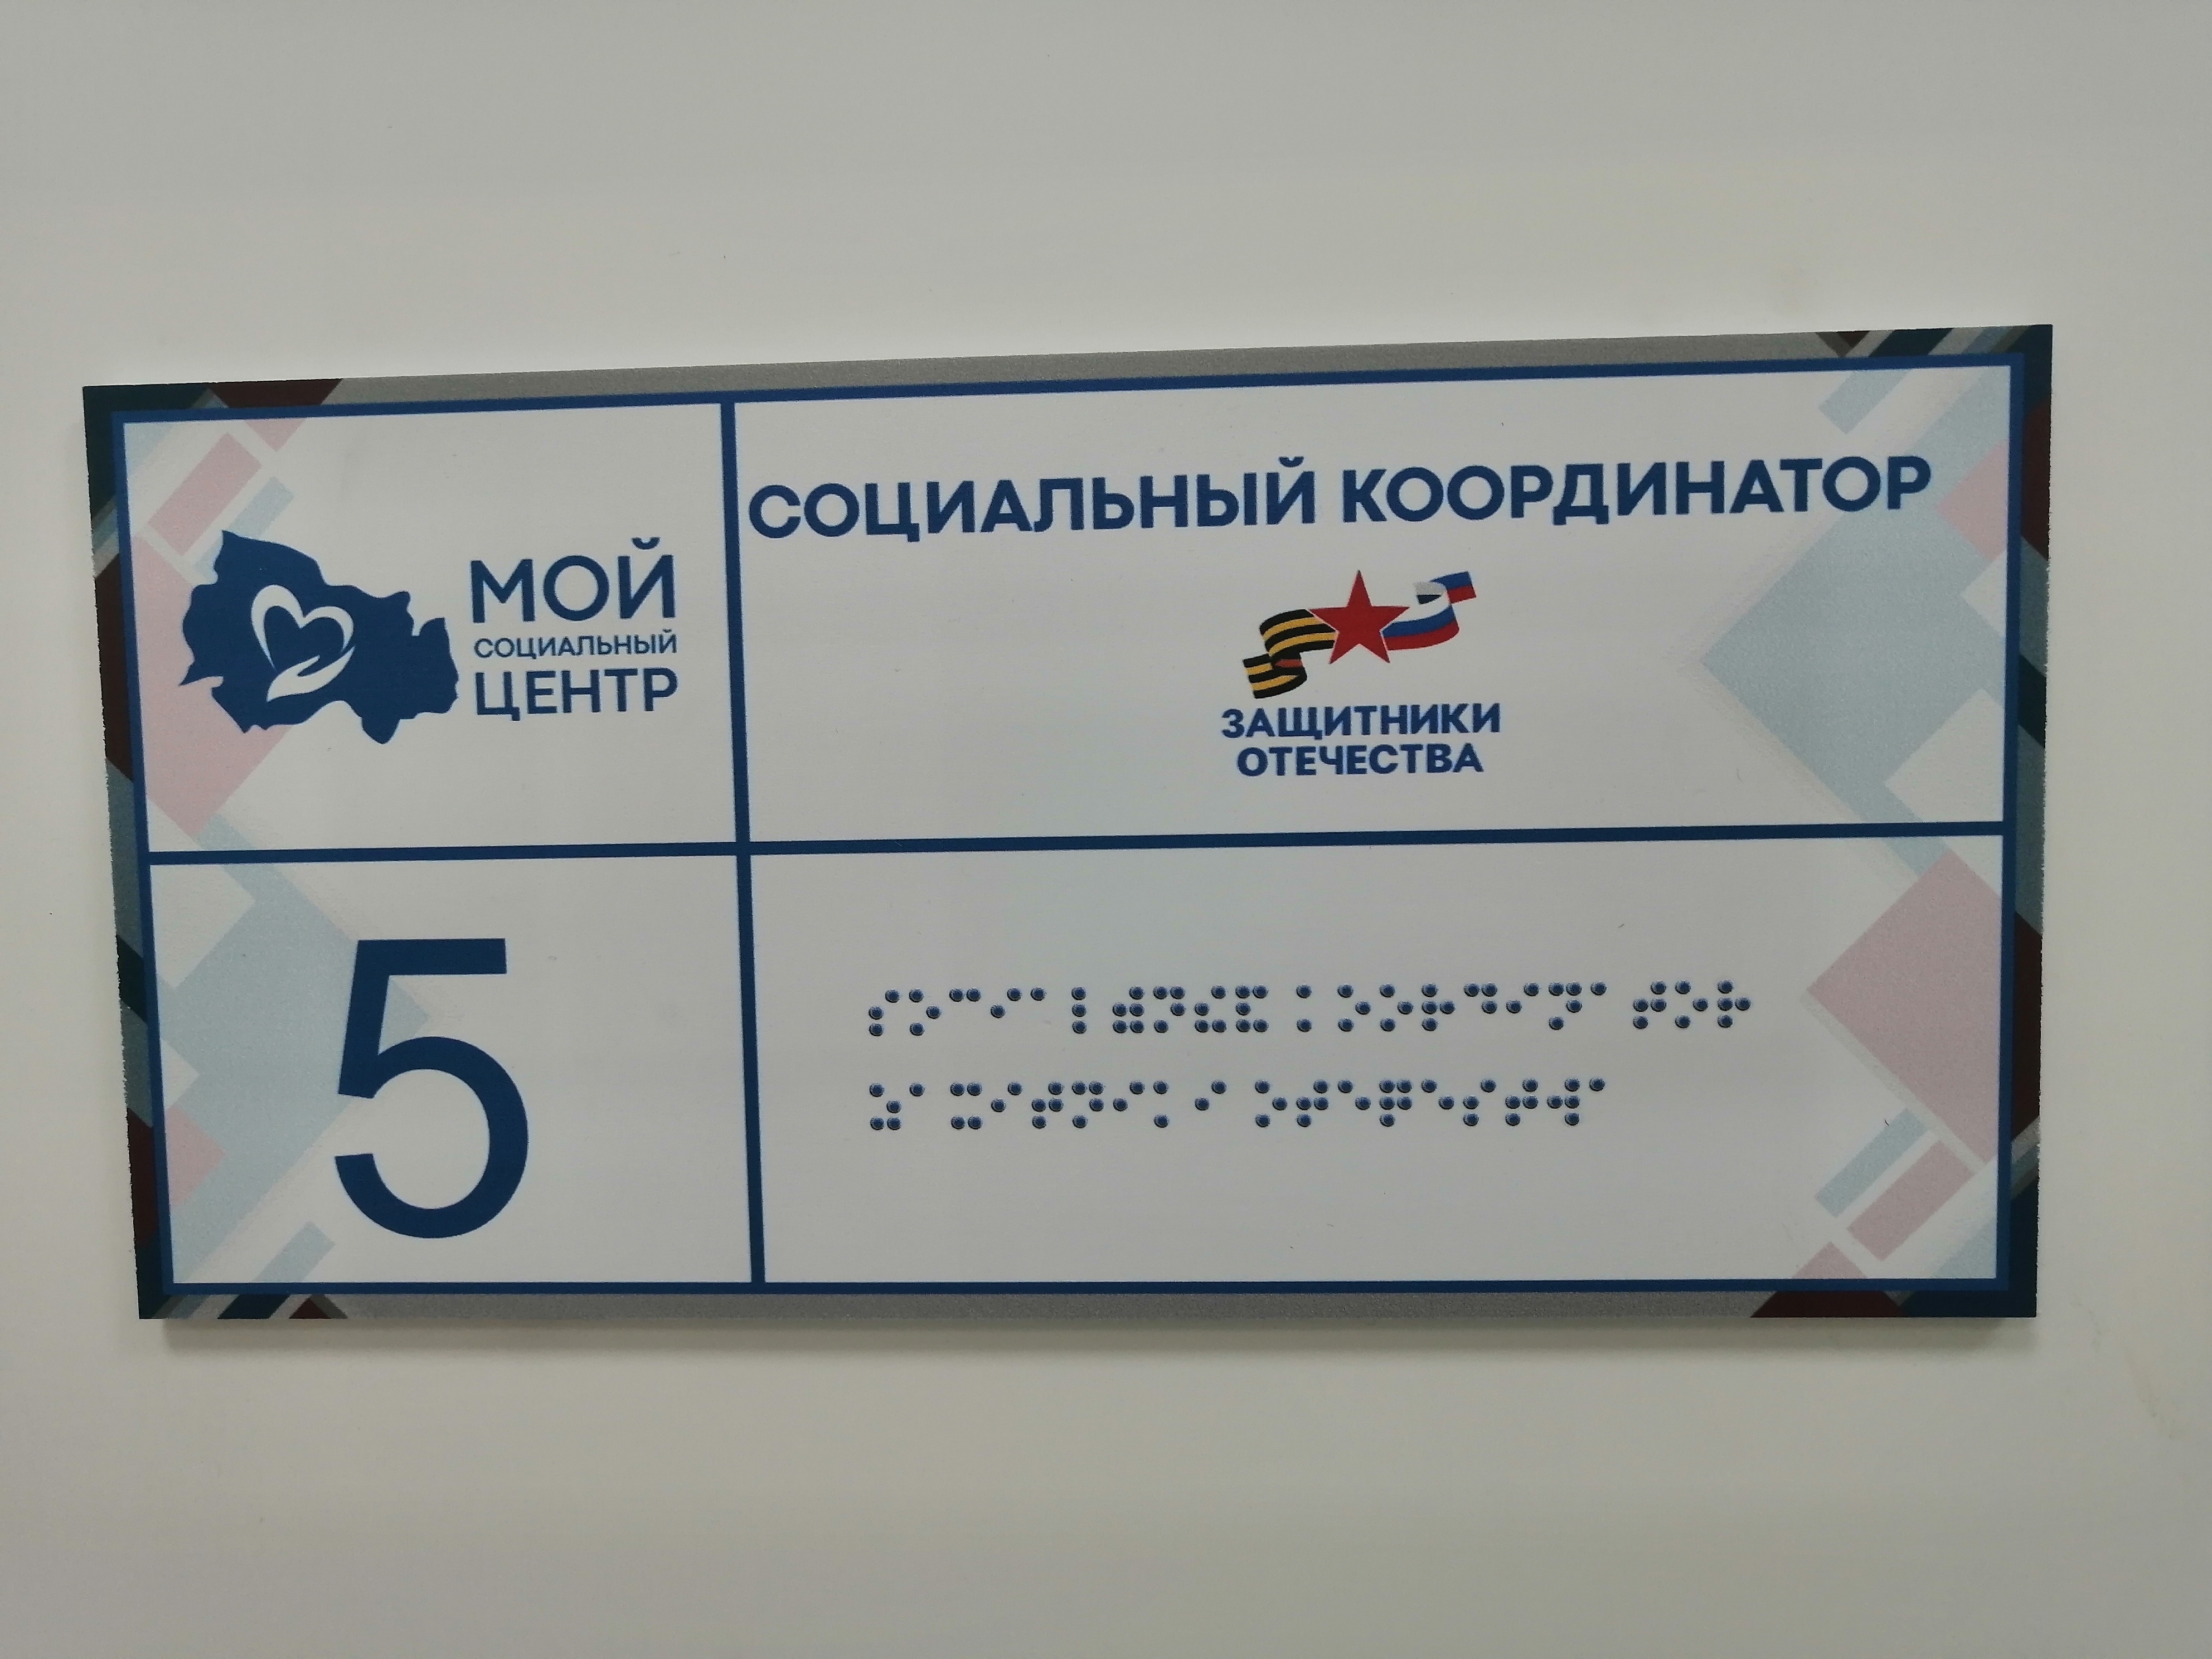 МОЙ
СОЦИАЛЬНЫЙ
ЦЕНТР
СОЦИАЛЬНЫЙ КООРДИНАТОР
ЗАЩИТНИКИ
ОТЕЧЕСТВА
5